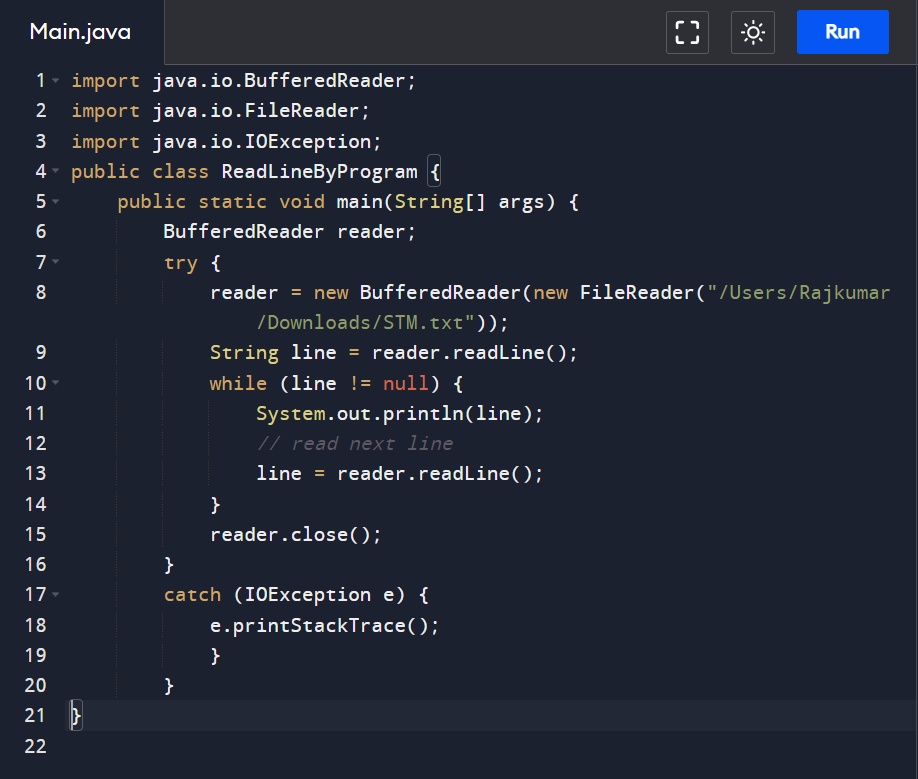 Main.java
Run
1 import java.io.BufferedReader;
2 import java.io.FileReader;
3 import java.io.IOException;
4 public class ReadLineByProgram {
5     public static void main(String[] args) {
6         BufferedReader reader;
7         try {
8             reader = new BufferedReader(new FileReader("/Users/Rajkumar
                /Downloads/STM.txt"));
9             String line = reader.readLine();
10             while (line != null) {
11                 System.out.println(line);
12                 // read next line
13                 line = reader.readLine();
14             }
15             reader.close();
16         }
17         catch (IOException e) {
18             e.printStackTrace();
19             }
20         }
21 }
22